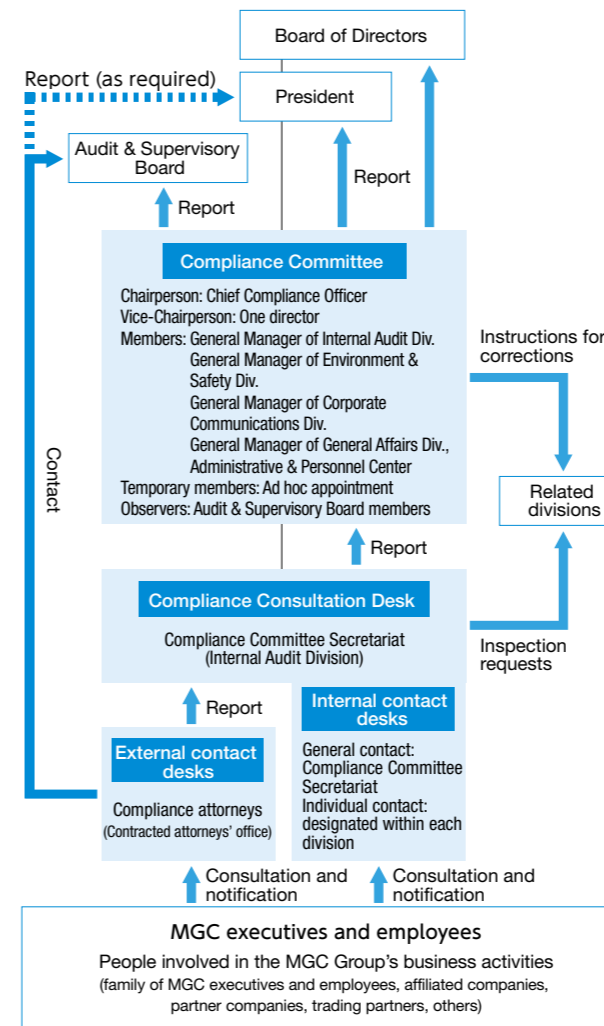 Board of Directors
Report (as required)
President
Audit & Supervisory
Board
Report
Report
Compliance Committee
Chairperson: Chief Compliance Officer
Vice-Chairperson: One director
Members: General Manager of Internal Audit Div.
General Manager of Environment &
Safety Div.
General Manager of Corporate
Communications Div.
General Manager of General Affairs Div.,
Administrative & Personnel Center
Temporary members: Ad hoc appointment
Observers: Audit & Supervisory Board members
Instructions for
corrections
Contact
Related
divisions
Report
Compliance Consultation Desk
Compliance Committee Secretariat
(Internal Audit Division)
Inspection
requests
Report
Internal contact
desks
General contact:
Compliance Committee
Secretariat
Individual contact:
designated within each
division
External contact
desks
Compliance attorneys
(Contracted attorneys' office)
Consultation and
notification
Consultation and
notification
MGC executives and employees
People involved in the MGC Group's business activities
(family of MGC executives and employees, affiliated companies,
partner companies, trading partners, others)